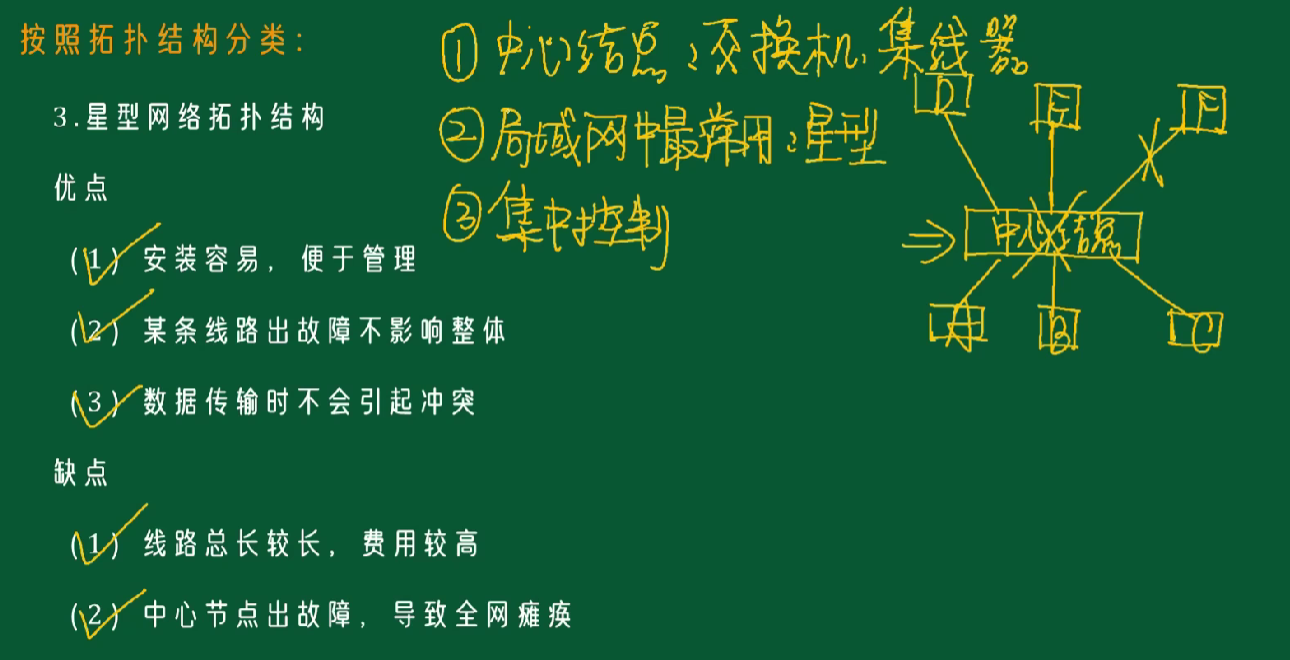 按照拓扑结构分类：
①中心结点：交换机、集线器。
②局域网中最常用：星型
③集中控制
3.星型网络拓扑结构
优点
(1) 安装容易，便于管理
(2) 某条线路出故障不影响整体
(3) 数据传输时不会引起冲突
缺点
(1) 线路总长较长，费用较高
(2) 中心节点出故障，导致全网瘫痪
D E F
中心结点
A B C